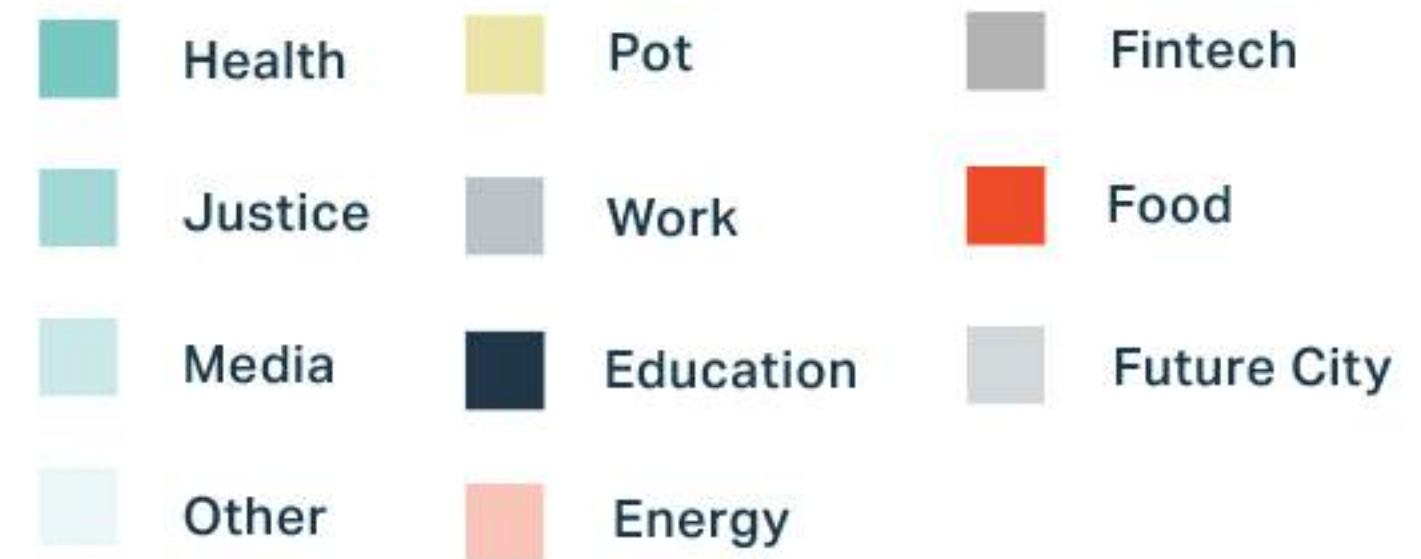 Health
Justice
Media
Other
Pot
Work
Education
Energy
Fintech
Food
Future City